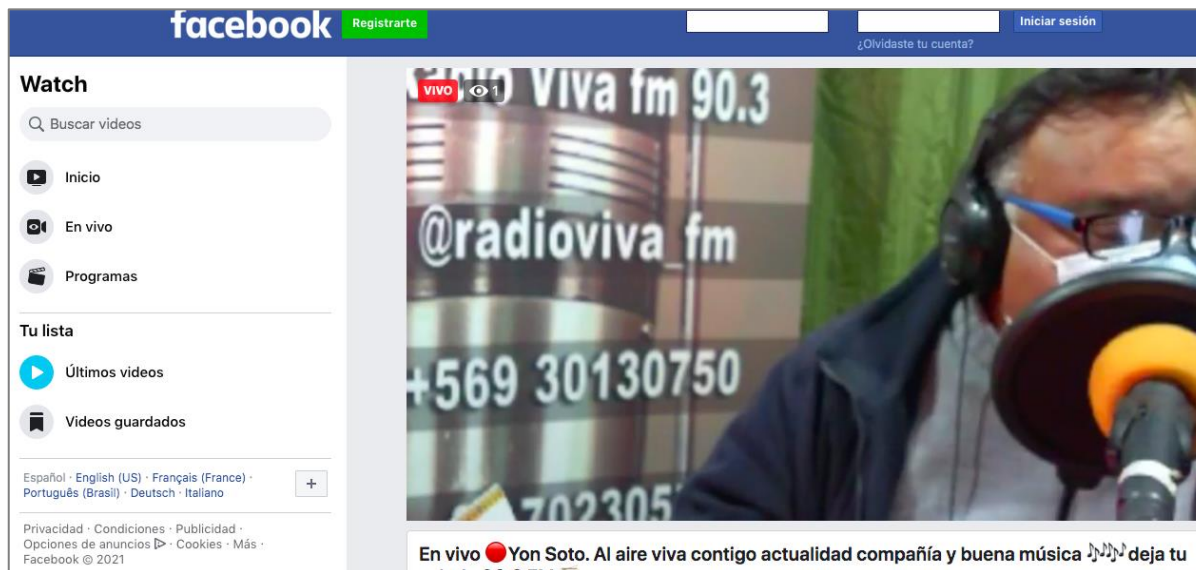 facebook
Registrarte
Iniciar sesión
¿Olvidaste tu cuenta?
Watch
Buscar videos
Inicio
En vivo
Programas
Tu lista
Últimos videos
Videos guardados
Español · English (US) · Français (France) ·
Português (Brasil) · Deutsch · Italiano
+
Privacidad · Condiciones · Publicidad ·
Opciones de anuncios · Cookies · Más ·
Facebook © 2021
VIVO 1
Viva fm 90.3
@radioviva_fm
+569 30130750
En vivo 🔴Yon Soto. Al aire viva contigo actualidad compañía y buena música 🎶🎶 deja tu